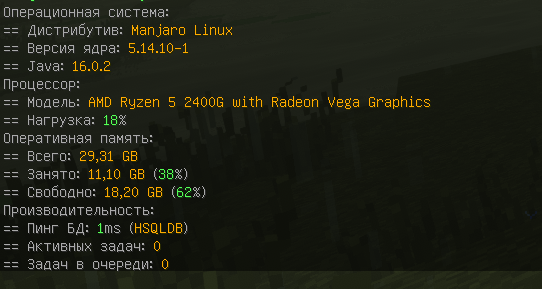 Операционная система:
== Дистрибутив: Manjaro Linux
== Версия ядра: 5.14.10-1
== Java: 16.0.2
Процессор:
== Модель: AMD Ryzen 5 2400G with Radeon Vega Graphics
== Нагрузка: 18%
Оперативная память:
== Всего: 29,31 GB
== Занято: 11,10 GB (38%)
== Свободно: 18,20 GB (62%)
Производительность:
== Пинг БД: 1ms (HSQLDB)
== Активных задач: 0
== Задач в очереди: 0